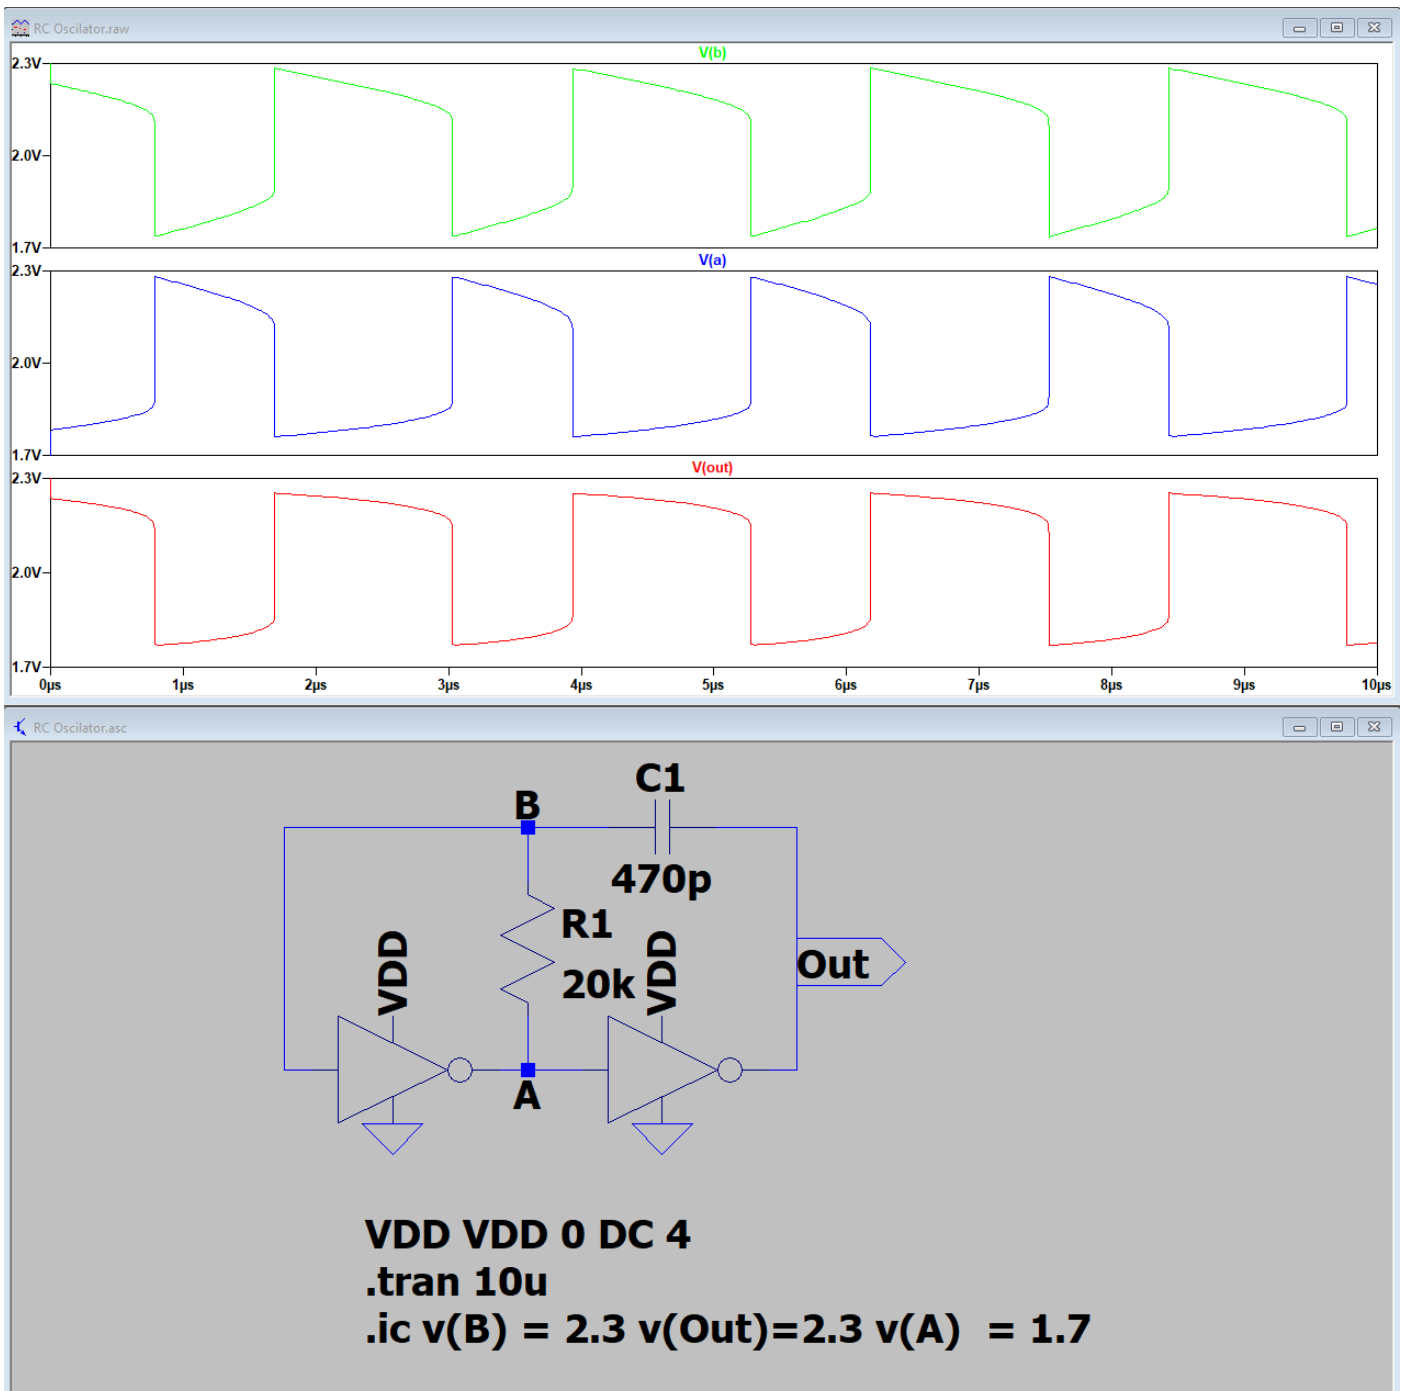 RC Oscilator.raw
V(b)
2.3V
2.0V
1.7V
V(a)
2.3V
2.0V
1.7V
V(out)
2.3V
2.0V
1.7V
0µs 1µs 2µs 3µs 4µs 5µs 6µs 7µs 8µs 9µs 10µs
RC Oscilator.asc
C1
B
470p
R1
VDD
VDD
20k
Out
A
VDD VDD 0 DC 4
.tran 10u
.ic v(B) = 2.3 v(Out)=2.3 v(A) = 1.7